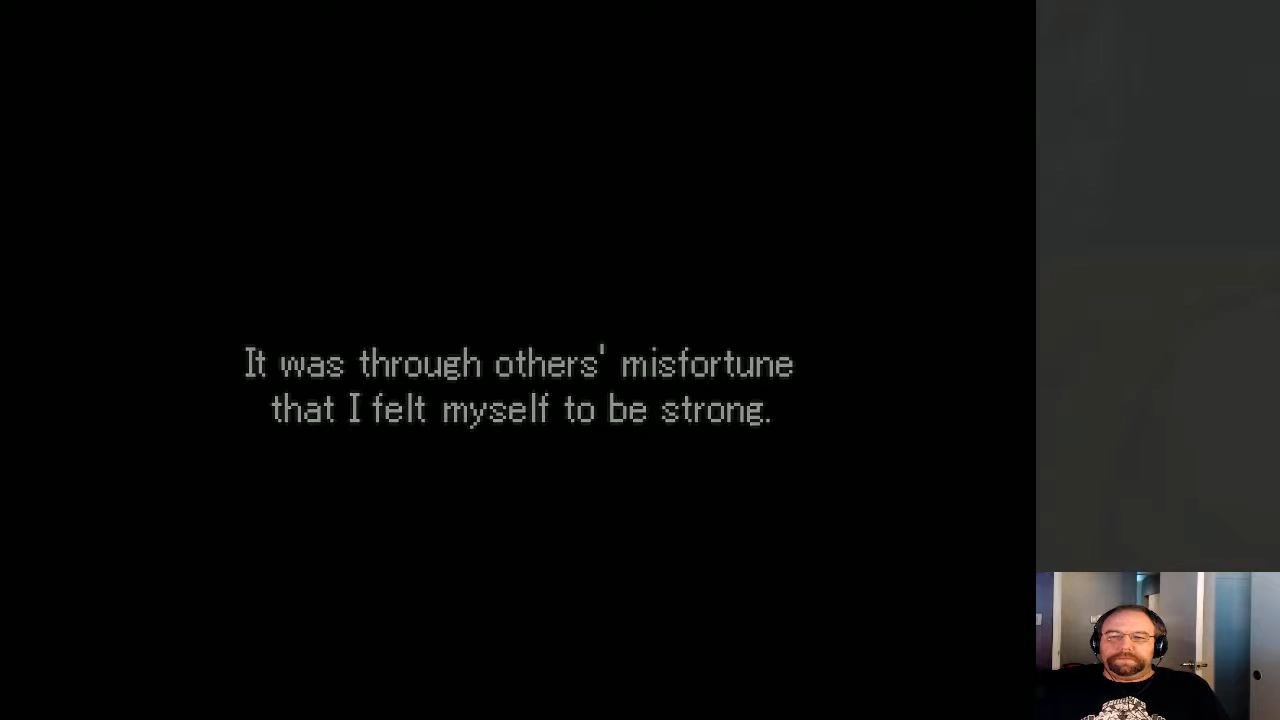 It was through others' misfortune
that I felt myself to be strong.